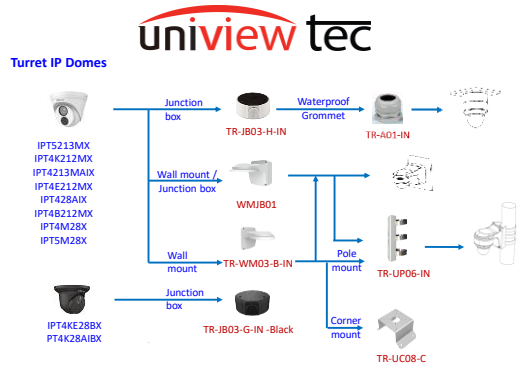 uniview tec
Turret IP Domes
Junction
box
TR-JB03-H-IN
Waterproof
Grommet
TR-A01-IN
IPT5213MX
IPT4K212MX
IPT4213MAIX
IPT4E212MX
IPT428AIX
IPT4B212MX
IPT4M28X
IPT5M28X
Wall mount /
Junction box
WMJB01
Wall
mount
TR-WM03-B-IN
Pole
mount
TR-UP06-IN
Junction
box
TR-JB03-G-IN -Black
IPT4KE28BX
PT4K28AIBX
Corner
mount
TR-UC08-C